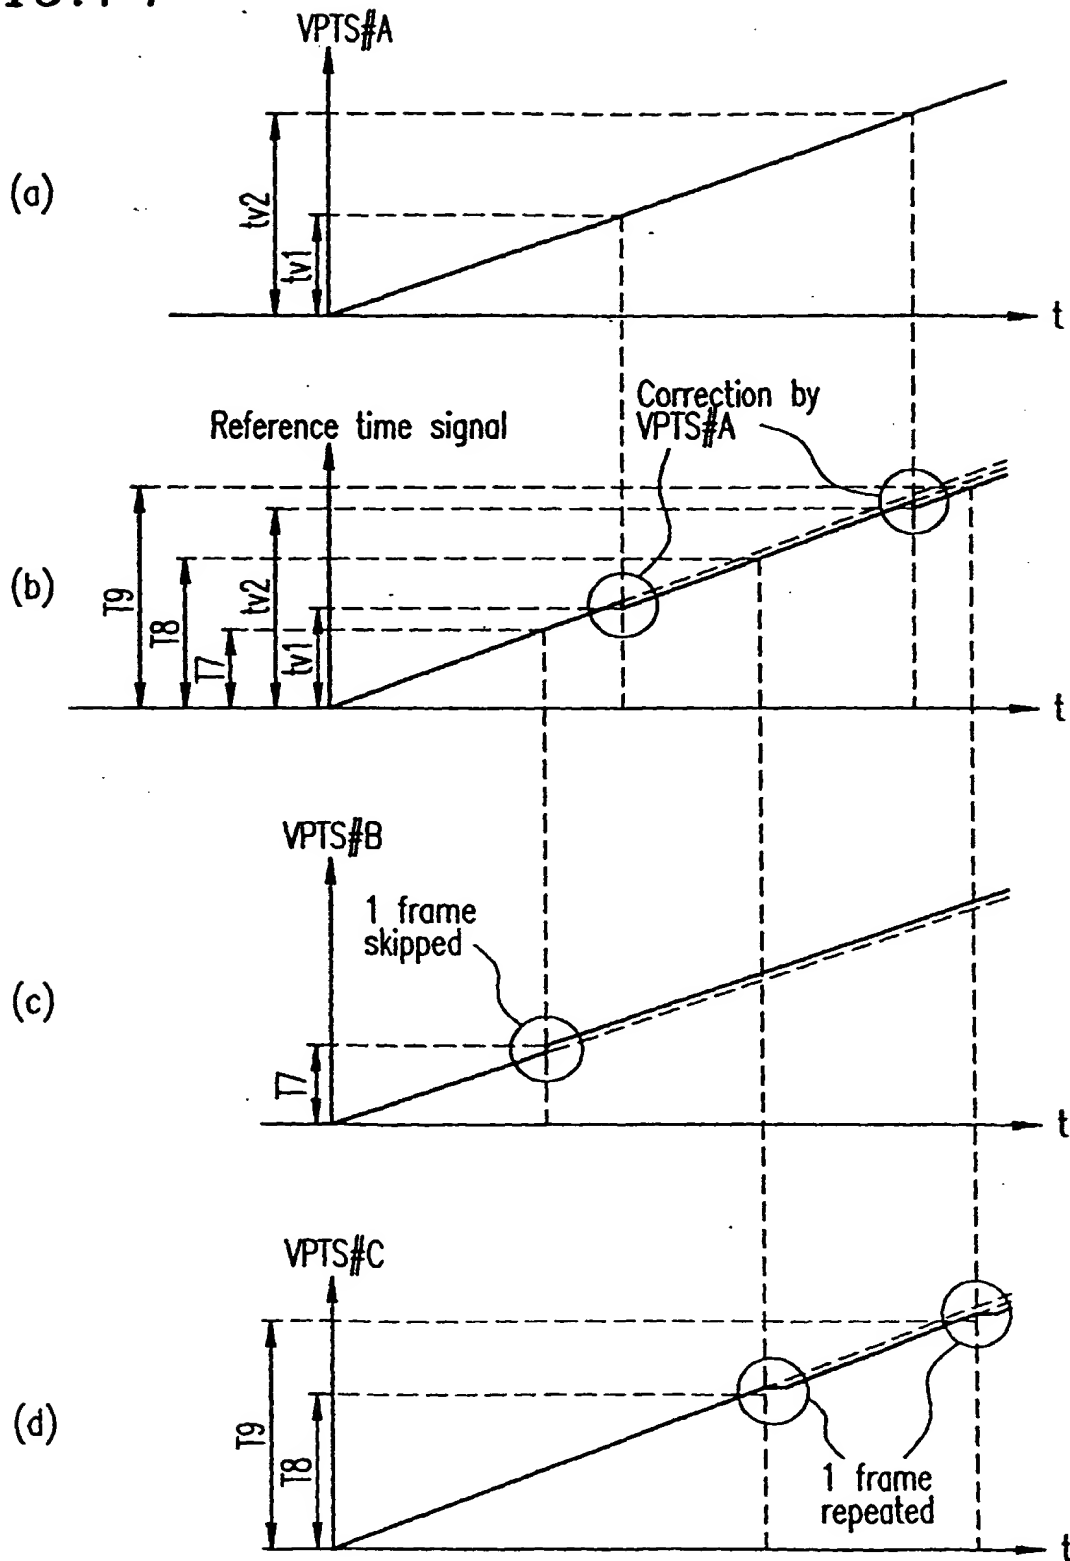 VPTS#A
(a)
tv2
tv1
t
Reference time signal
Correction by
VPTS#A
(b)
T9
T8
T7
tv2
tv1
t
VPTS#B
1 frame
skipped
(c)
T7
t
VPTS#C
(d)
T9
T8
1 frame
repeated
t